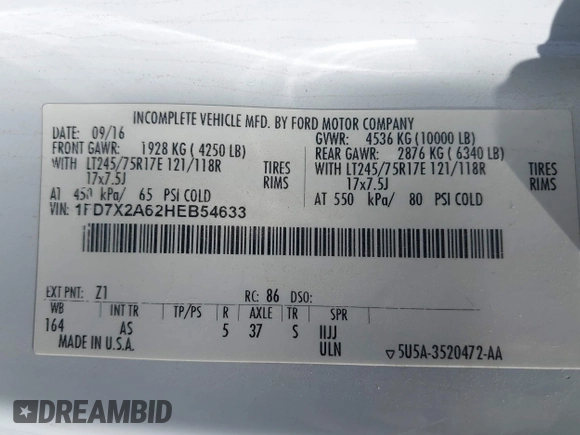 INCOMPLETE VEHICLE MFD. BY FORD MOTOR COMPANY
DATE: 09/16 GVWR: 4536 KG (10000 LB)
FRONT GAWR: 1928 KG ( 4250 LB) REAR GAWR: 2876 KG ( 6340 LB)
WITH LT245/75R17E 121/118R TIRES WITH LT245/75R17E 121/118R TIRES
17x7.5J RIMS 17x7.5J RIMS
AT 450 kPa/ 65 PSI COLD AT 550 kPa/ 80 PSI COLD
VIN: 1FD7X2A62HEB54633
EXT PNT: Z1 RC: 86 DSO:
WB INT TR TP/PS R AXLE TR SPR
164 AS 5 37 S IIJJ
MADE IN U.S.A. ULN ▽5U5A-3520472-AA
DREAMBID